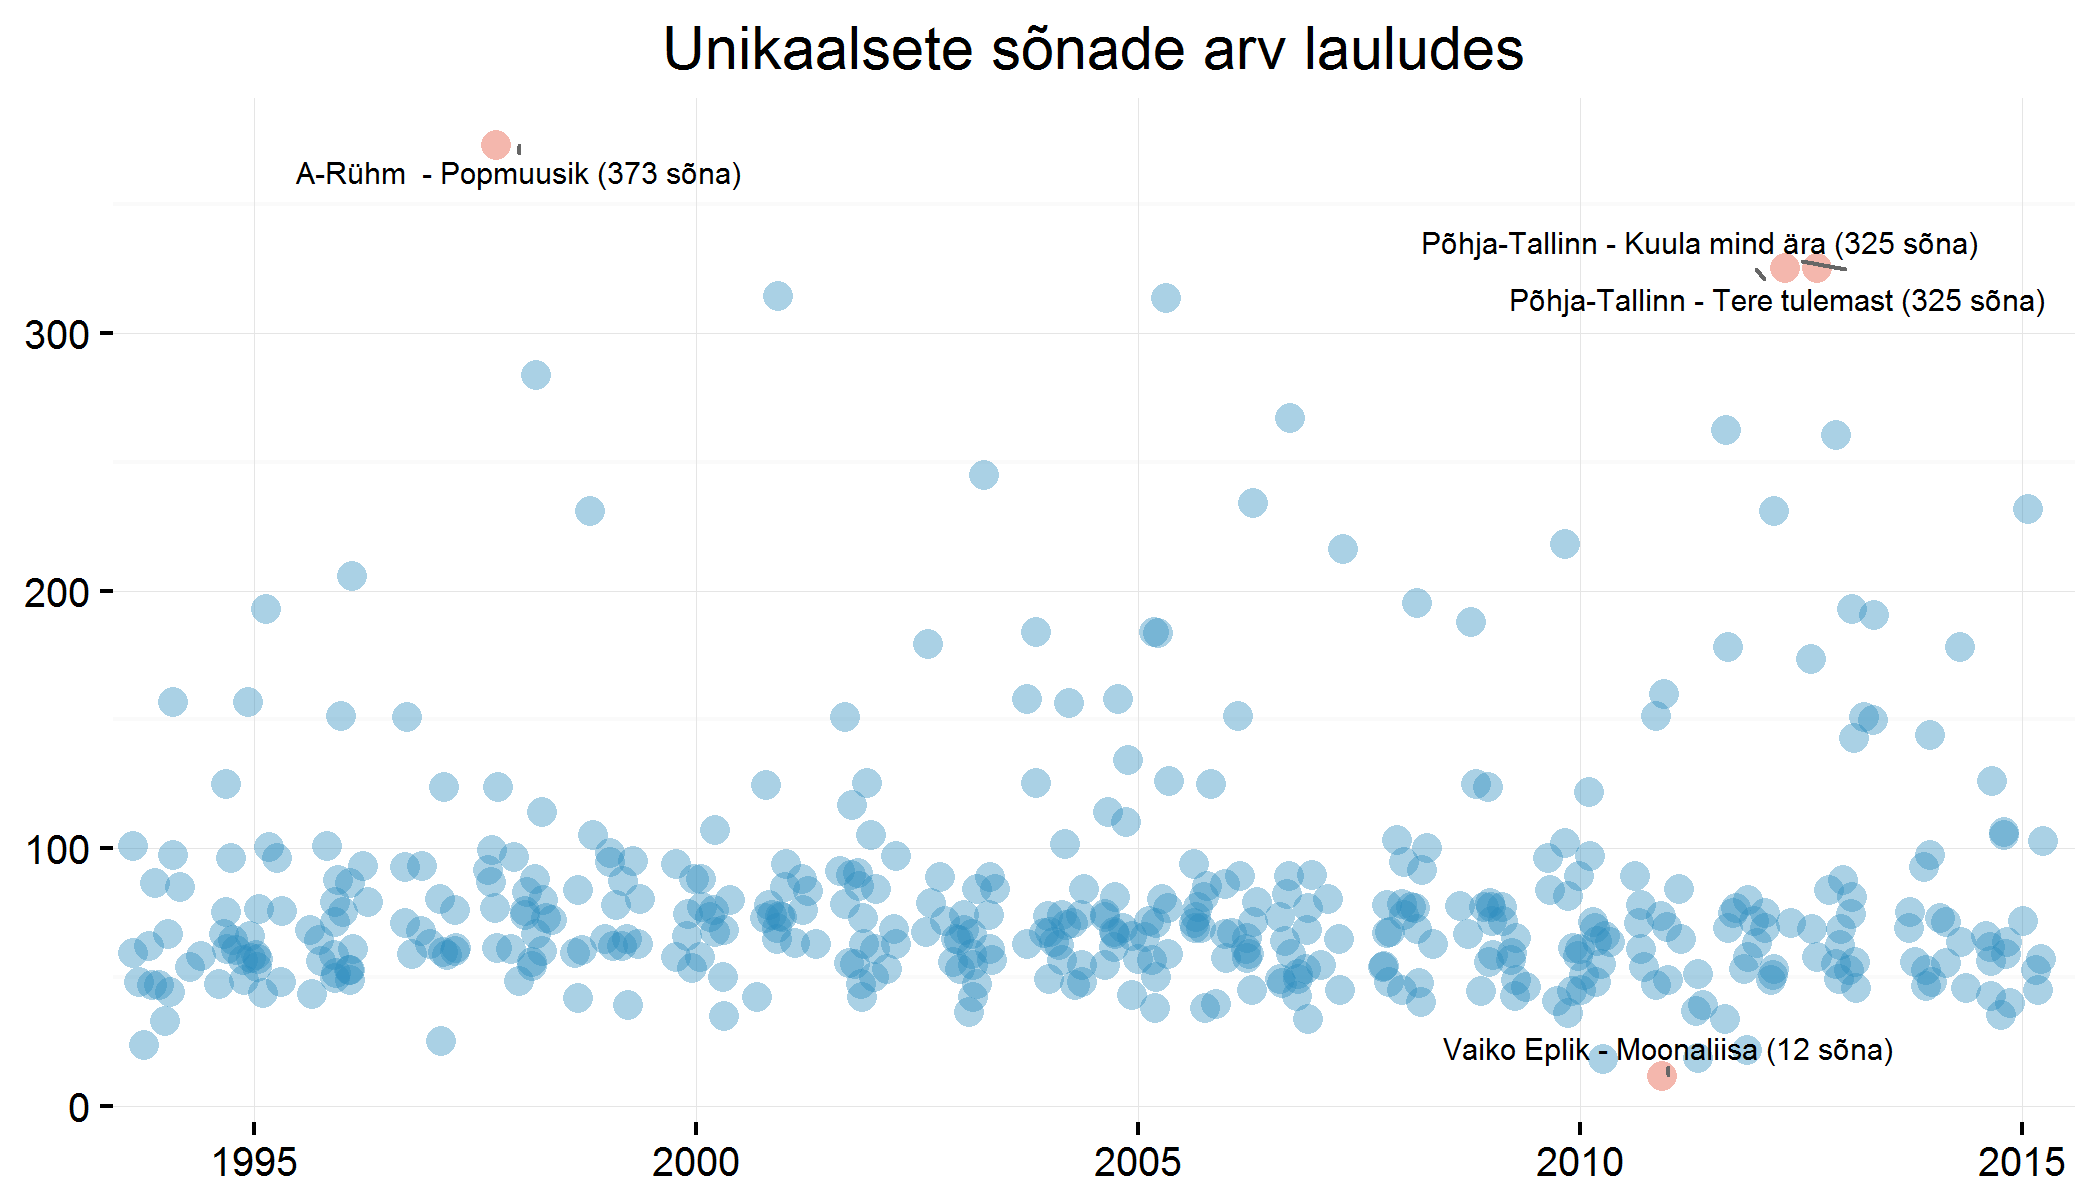 Unikaalsete sõnade arv lauludes
A-Rühm  - Popmuusik (373 sõna)
Põhja-Tallinn - Kuula mind ära (325 sõna)
Põhja-Tallinn - Tere tulemast (325 sõna)
300
200
100
Vaiko Eplik - Moonaliisa (12 sõna)
0
1995 2000 2005 2010 2015